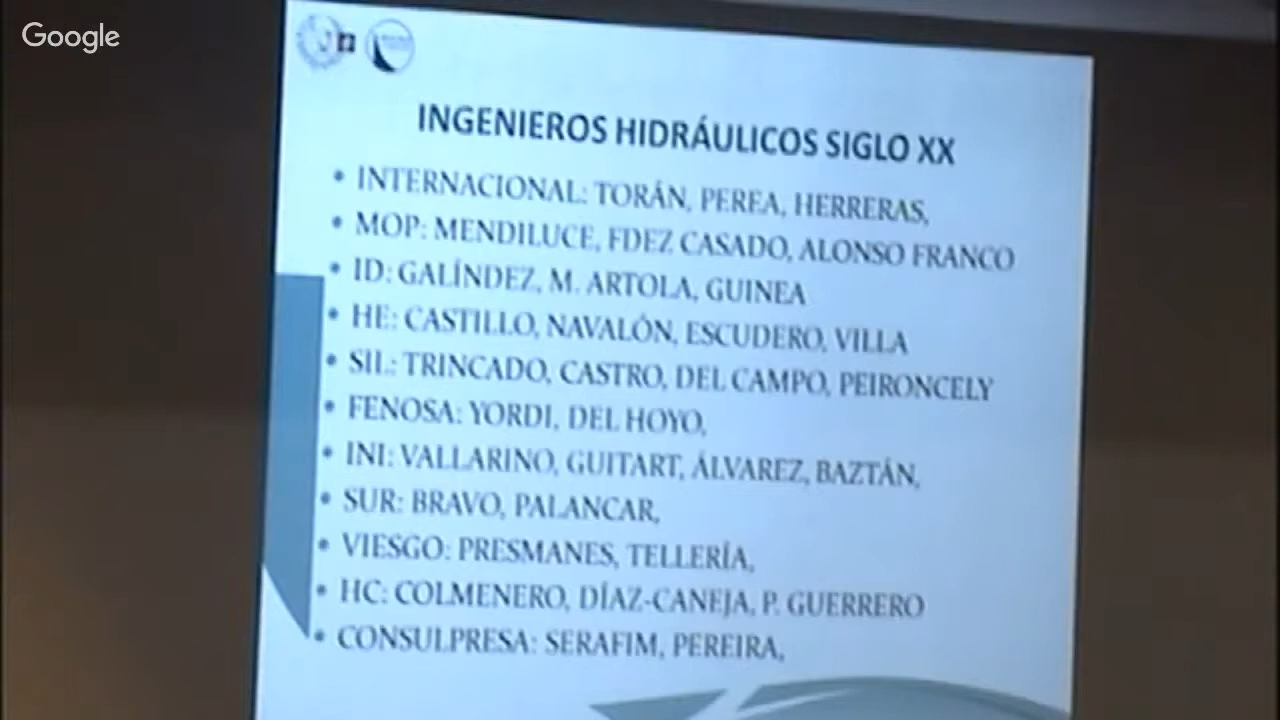 Google
INGENIEROS HIDRÁULICOS SIGLO XX
• INTERNACIONAL: TORÁN, PEREA, HERRERAS,
• MOP: MENDILUCE, FDEZ CASADO, ALONSO FRANCO
• ID: GALÍNDEZ, M. ARTOLA, GUINEA
• HE: CASTILLO, NAVALÓN, ESCUDERO, VILLA
• SIL: TRINCADO, CASTRO, DEL CAMPO, PEIRONCELY
• FENOSA: YORDI, DEL HOYO,
• INI: VALLARINO, GUITART, ÁLVAREZ, BAZTÁN,
• SUR: BRAVO, PALANCAR,
• VIESGO: PRESMANES, TELLERÍA,
• HC: COLMENERO, DÍAZ-CANEJA, P. GUERRERO
• CONSULPRESA: SERAFIM, PEREIRA,